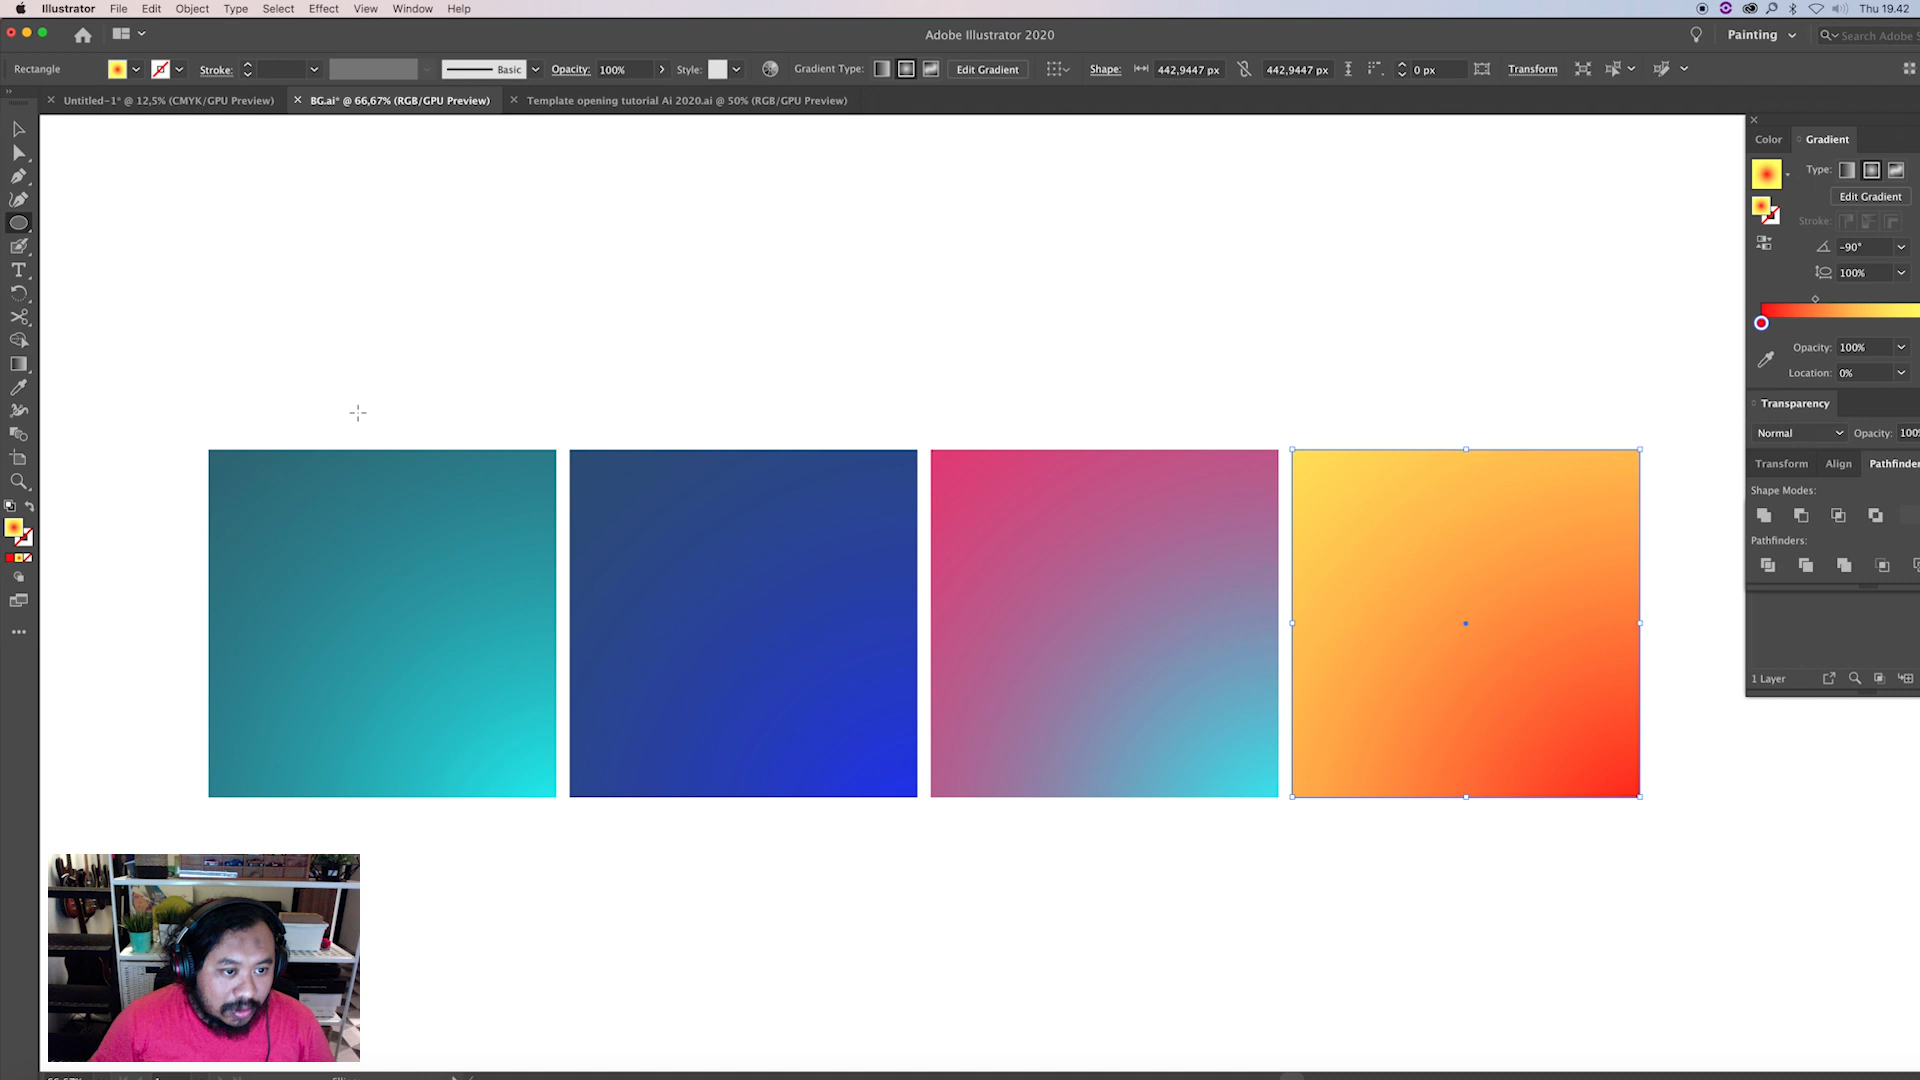 Illustrator File Edit Object Type Select Effect View Window Help Thu 19.42
Adobe Illustrator 2020 Painting Search Adobe S
Rectangle Stroke: Basic Opacity: 100% Style: Gradient Type: Edit Gradient Shape: 442,9447 px 442,9447 px 0 px Transform
Untitled-1* @ 12,5% (CMYK/GPU Preview) BG.ai* @ 66,67% (RGB/GPU Preview) Template opening tutorial Ai 2020.ai @ 50% (RGB/GPU Preview)
Color Gradient
Type:
Edit Gradient
Stroke:
-90°
100%
Opacity: 100%
Location: 0%
Transparency
Normal Opacity: 100%
Transform Align Pathfinder
Shape Modes:
Pathfinders:
1 Layer